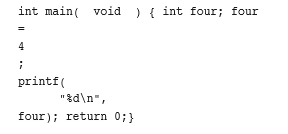 int main(  void  ) { int four; four
=
4
;
printf(
      "%d\n",
four); return 0;}